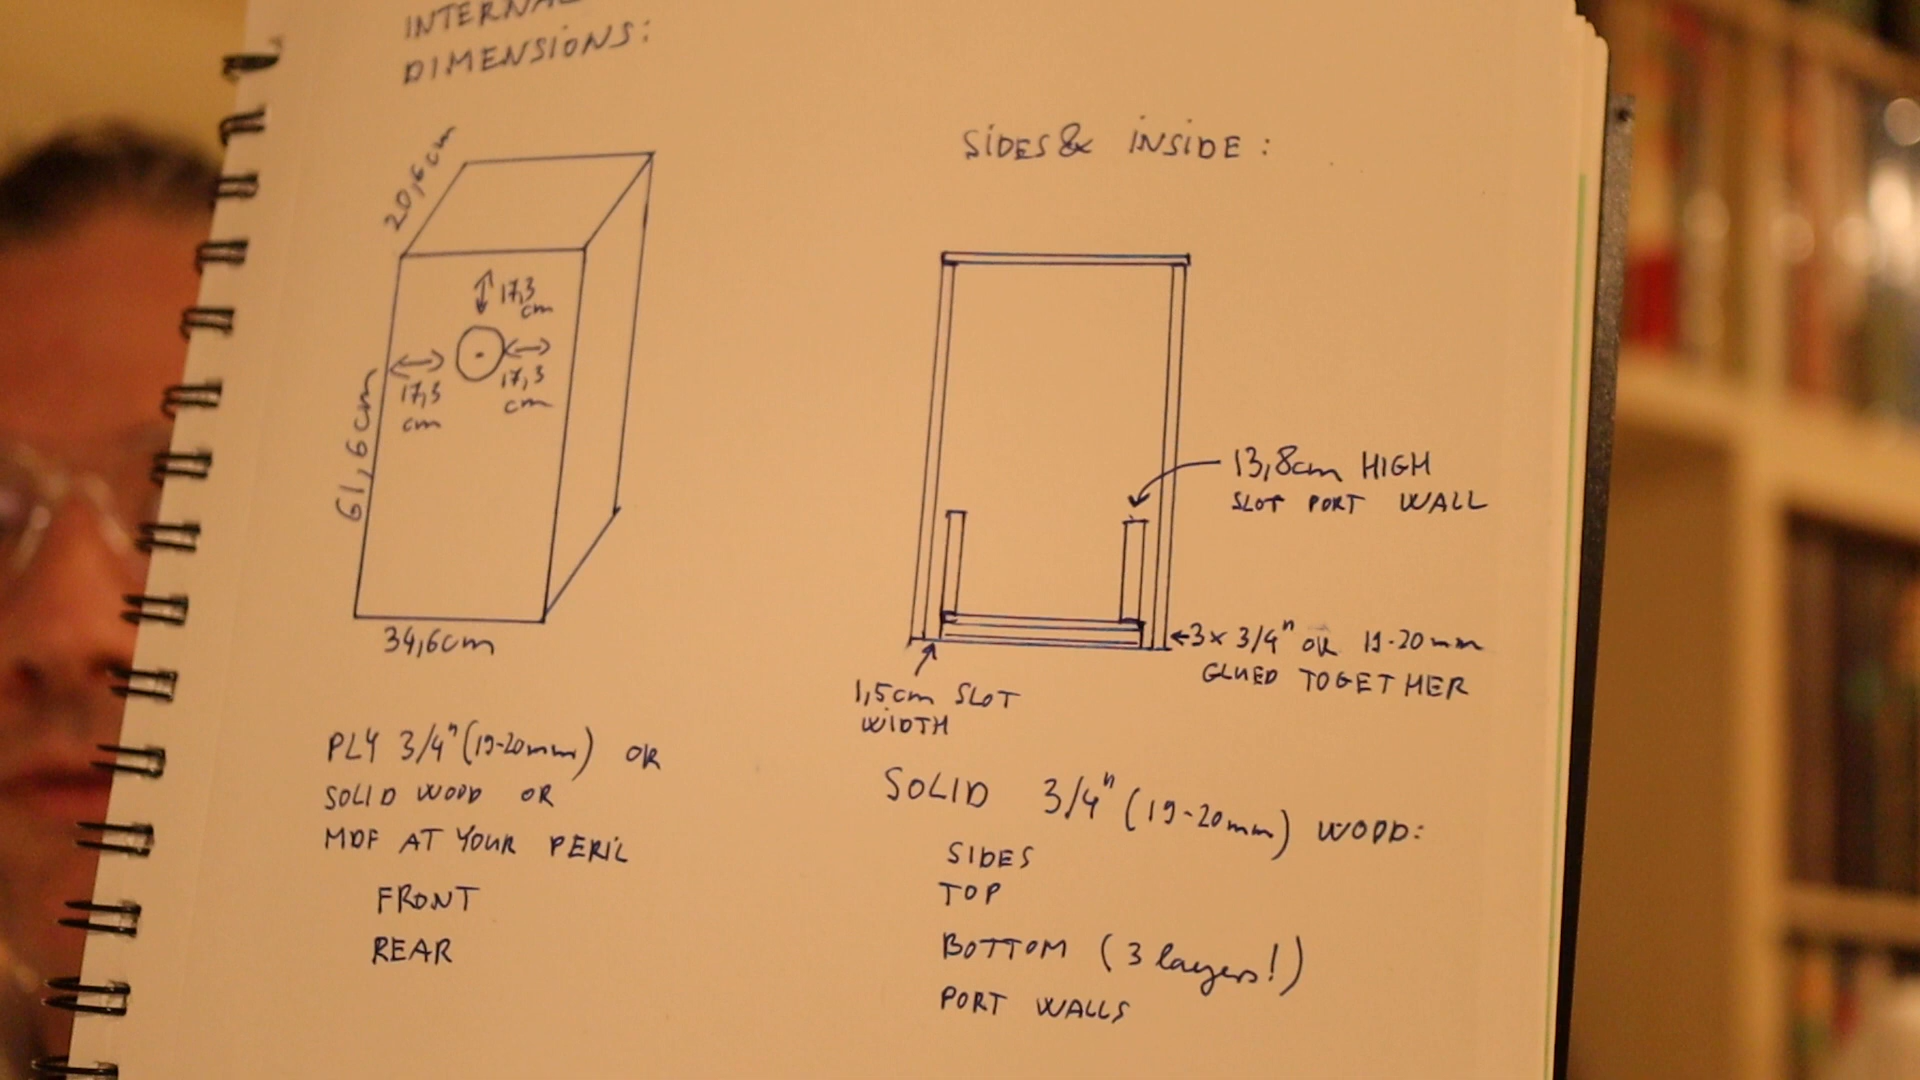 INTERNAL
DIMENSIONS:
20,6cm
17,3
cm
17,3
cm
17,3
cm
61,6cm
34,6cm
PLY 3/4" (19-20mm) OR
SOLID WOOD OR
MDF AT YOUR PERIL
FRONT
REAR
SIDES & INSIDE:
13,8cm HIGH
SLOT PORT WALL
←3x 3/4" OR 19-20mm
GLUED TOGETHER
1,5cm SLOT
WIDTH
SOLID 3/4" (19-20mm) WOOD:
SIDES
TOP
BOTTOM (3 layers!)
PORT WALLS